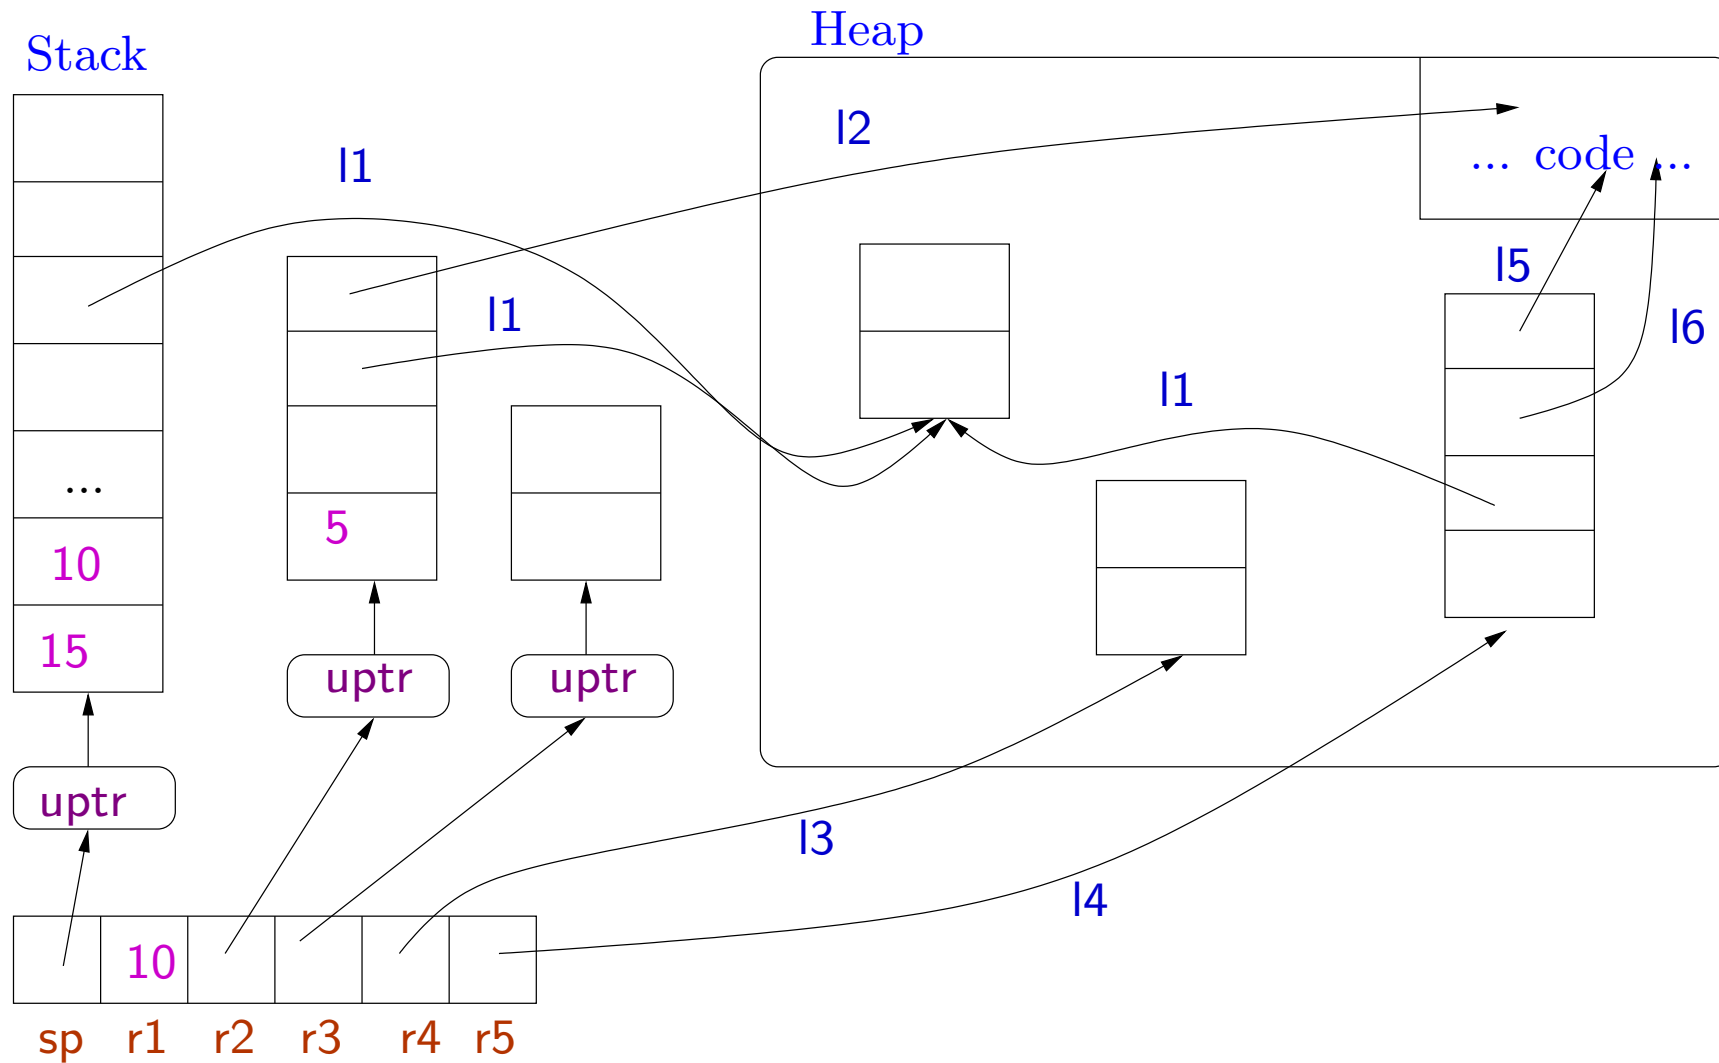 Heap
Stack
l2
... code ...
l1
l5
l1
l6
l1
...
5
10
15
uptr
uptr
uptr
l3
l4
10
sp r1 r2 r3 r4 r5